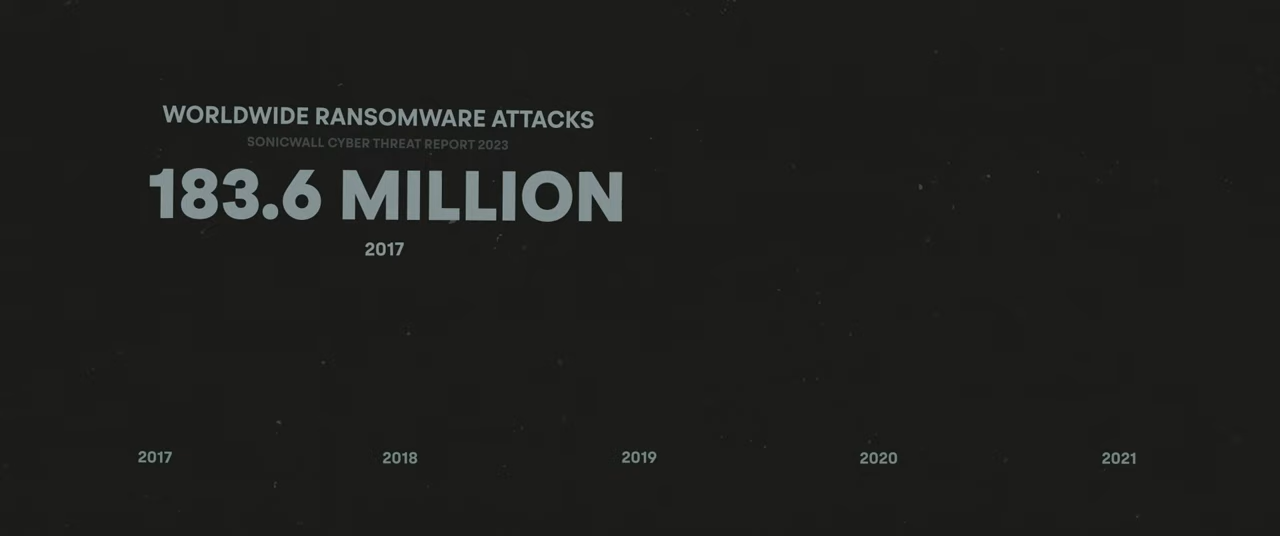 WORLDWIDE RANSOMWARE ATTACKS
SONICWALL CYBER THREAT REPORT 2023
183.6 MILLION
2017
2017 2018 2019 2020 2021